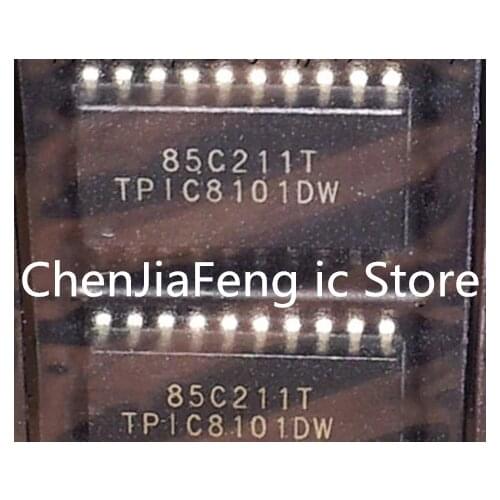 85C211T
TPIC8101DW
ChenJiaFeng ic Store
85C211T
TPIC8101DW